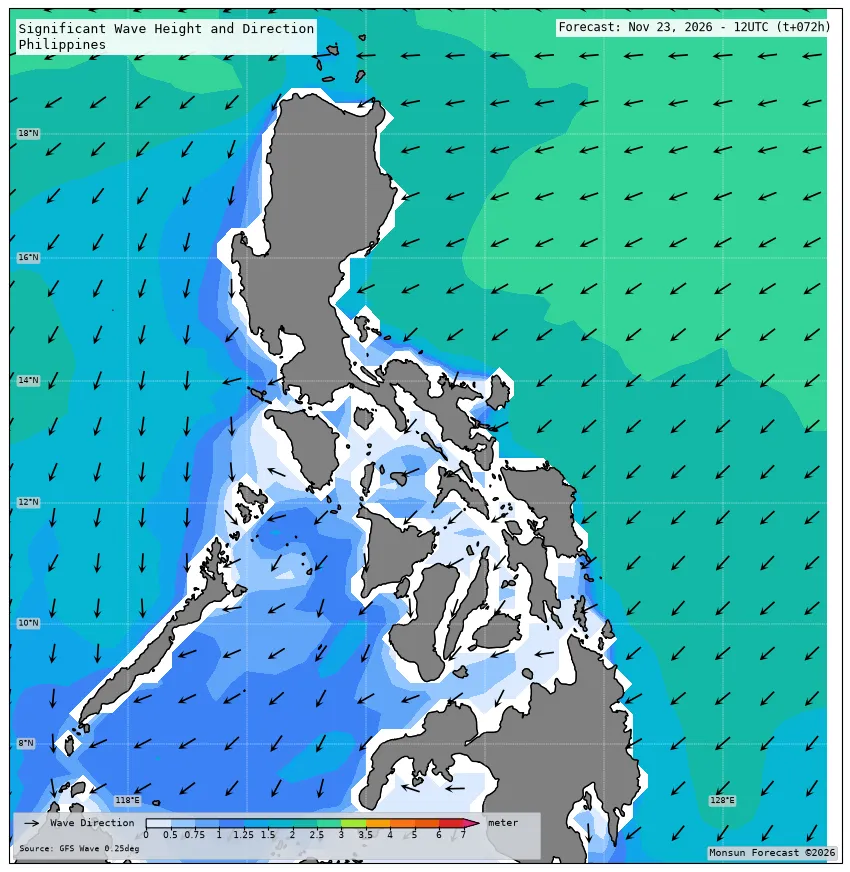 Significant Wave Height and Direction
Philippines
Forecast: Nov 23, 2026 - 12UTC (t+072h)
18°N
16°N
14°N
12°N
10°N
8°N
118°E
128°E
Wave Direction
0 0.5 0.75 1 1.25 1.5 2 2.5 3 3.5 4 5 6 7
meter
Source: GFS Wave 0.25deg
Monsun Forecast ©2026